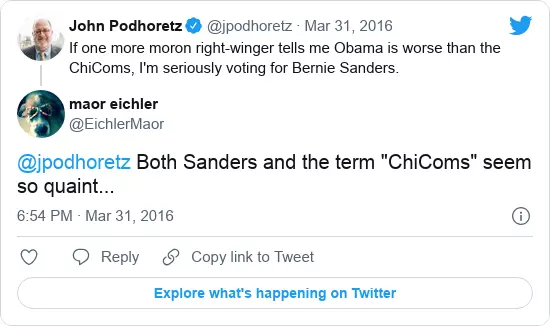 John Podhoretz @jpodhoretz · Mar 31, 2016
If one more moron right-winger tells me Obama is worse than the
ChiComs, I'm seriously voting for Bernie Sanders.
maor eichler
@EichlerMaor
@jpodhoretz Both Sanders and the term "ChiComs" seem
so quaint...
6:54 PM · Mar 31, 2016
Reply Copy link to Tweet
Explore what's happening on Twitter